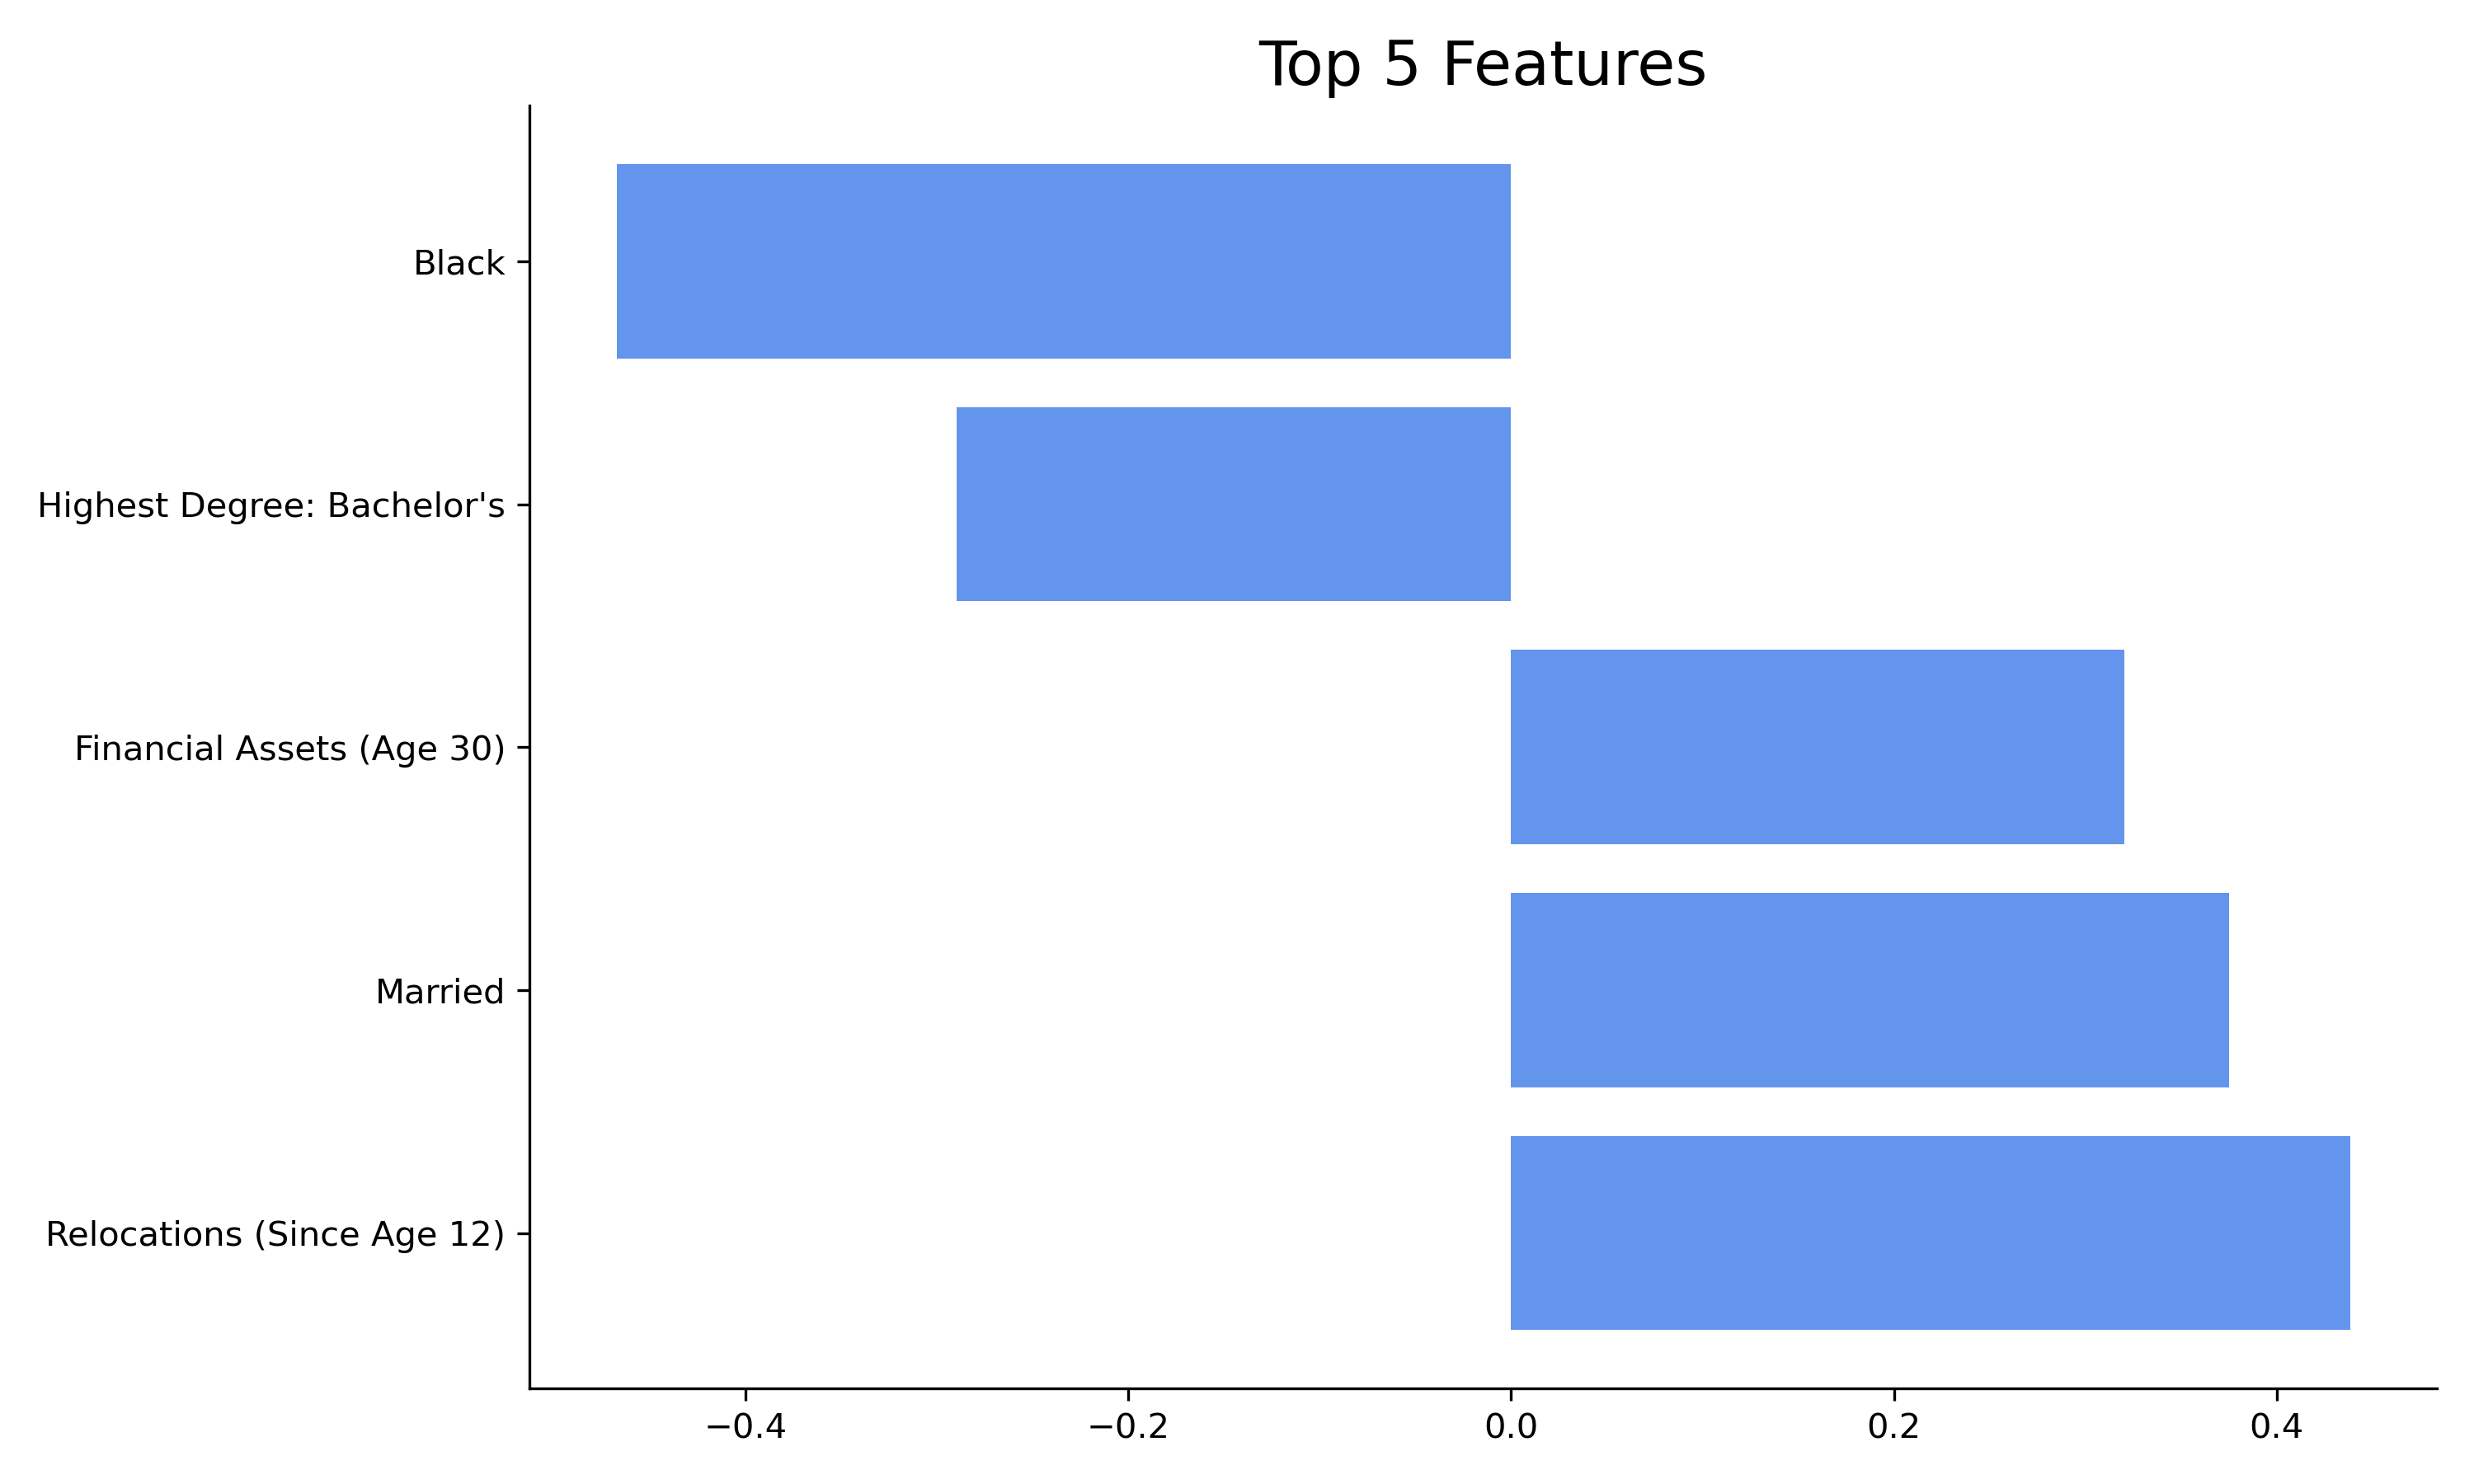 Top 5 Features
Black
Highest Degree: Bachelor's
Financial Assets (Age 30)
Married
Relocations (Since Age 12)
−0.4 −0.2 0.0 0.2 0.4